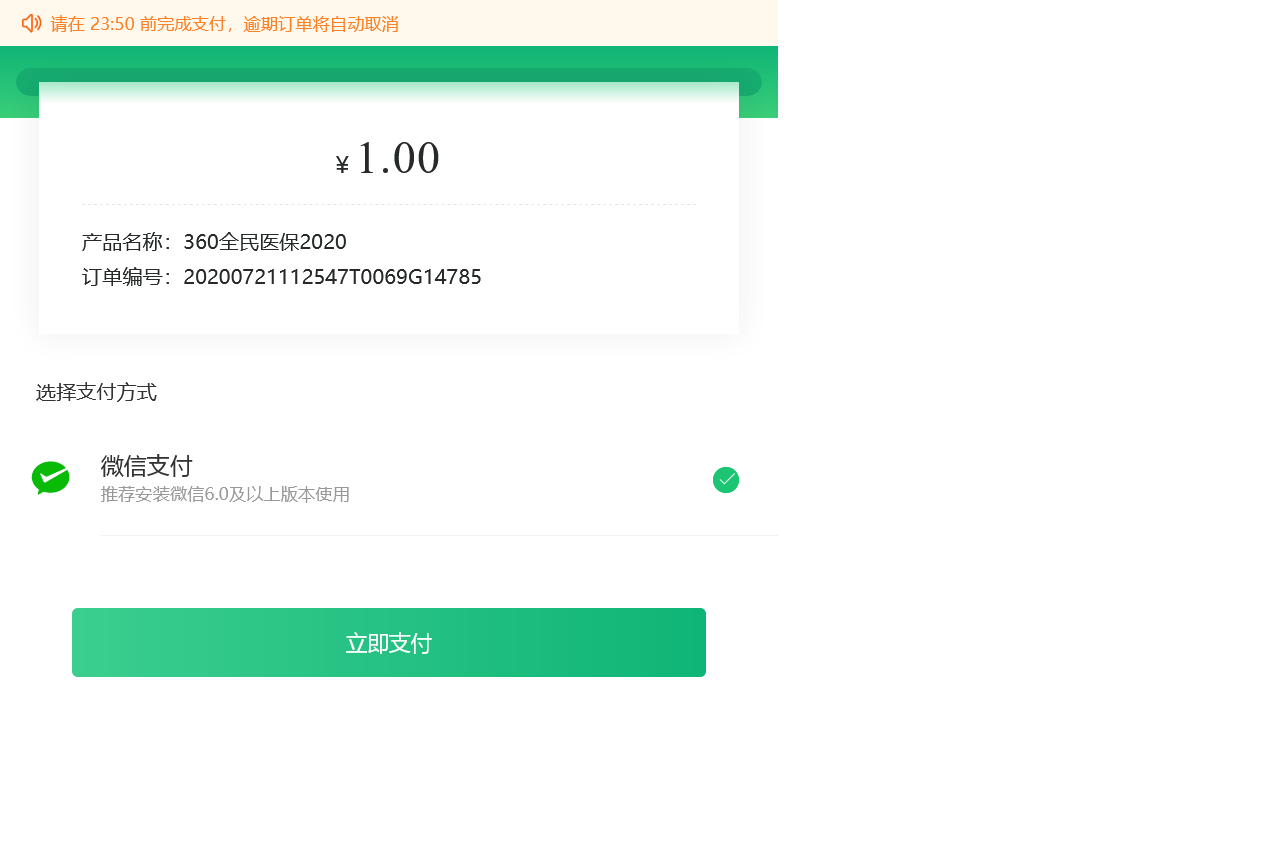 请在 23:50 前完成支付，逾期订单将自动取消
¥ 1.00
产品名称：360全民医保2020
订单编号：20200721112547T0069G14785
选择支付方式
微信支付
推荐安装微信6.0及以上版本使用
立即支付